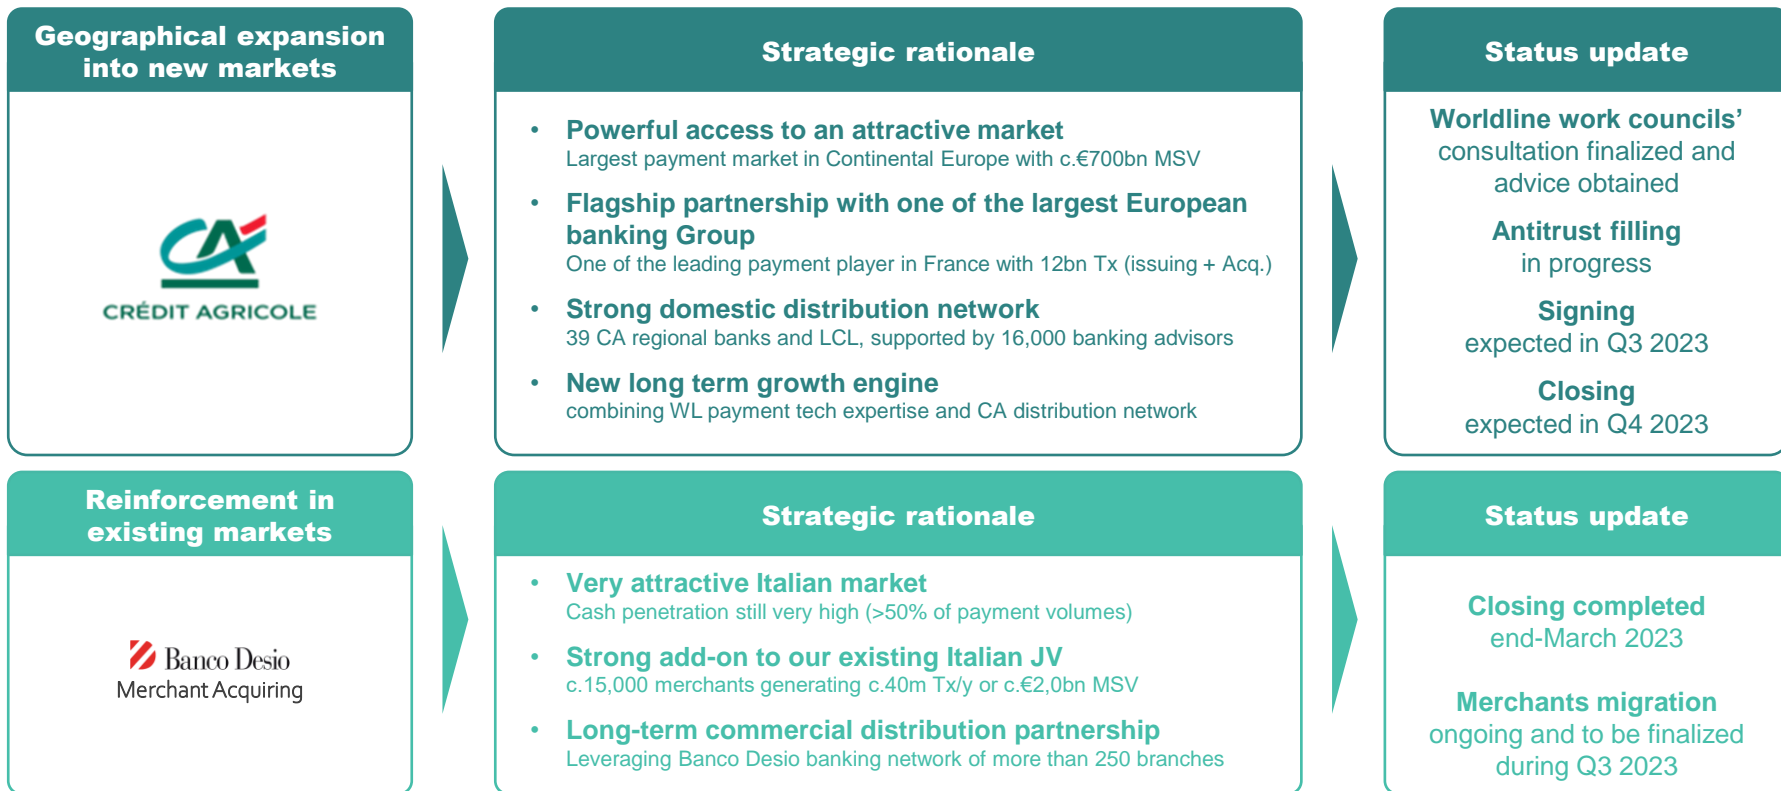 Geographical expansion
into new markets
CRÉDIT AGRICOLE
Strategic rationale
• Powerful access to an attractive market
Largest payment market in Continental Europe with c.€700bn MSV
• Flagship partnership with one of the largest European
banking Group
One of the leading payment player in France with 12bn Tx (issuing + Acq.)
• Strong domestic distribution network
39 CA regional banks and LCL, supported by 16,000 banking advisors
• New long term growth engine
combining WL payment tech expertise and CA distribution network
Status update
Worldline work councils’
consultation finalized and
advice obtained
Antitrust filling
in progress
Signing
expected in Q3 2023
Closing
expected in Q4 2023
Reinforcement in
existing markets
Banco Desio
Merchant Acquiring
Strategic rationale
• Very attractive Italian market
Cash penetration still very high (>50% of payment volumes)
• Strong add-on to our existing Italian JV
c.15,000 merchants generating c.40m Tx/y or c.€2,0bn MSV
• Long-term commercial distribution partnership
Leveraging Banco Desio banking network of more than 250 branches
Status update
Closing completed
end-March 2023
Merchants migration
ongoing and to be finalized
during Q3 2023